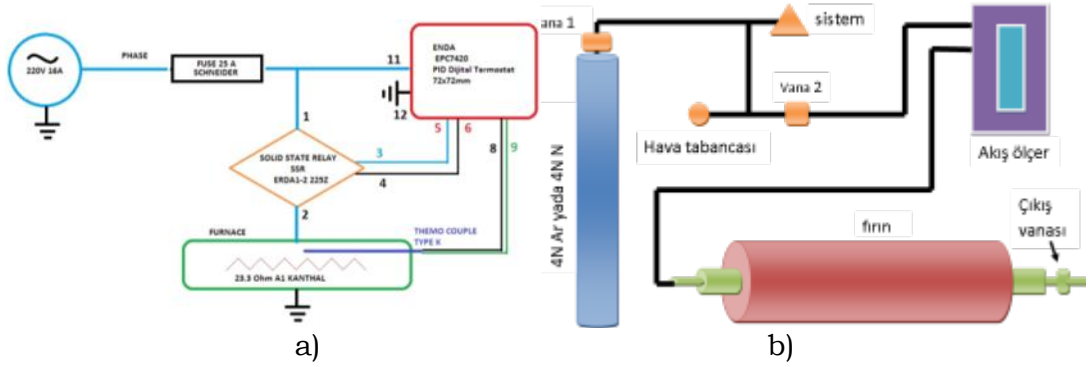 220V 16A
PHASE
FUSE 25 A
SCHNEIDER
11
ENDA
EPC7420
PID Dijital Termostat
72x72mm
12
1
5
6
3
4
8
9
SOLID STATE RELAY
SSR
ERDA1-2 225Z
2
FURNACE
THEMO COUPLE
TYPE K
23.3 Ohm A1 KANTHAL
a)
ana 1
sistem
Vana 2
Hava tabancası
Akış ölçer
4N Ar yada 4N N
fırın
Çıkış
vanası
b)